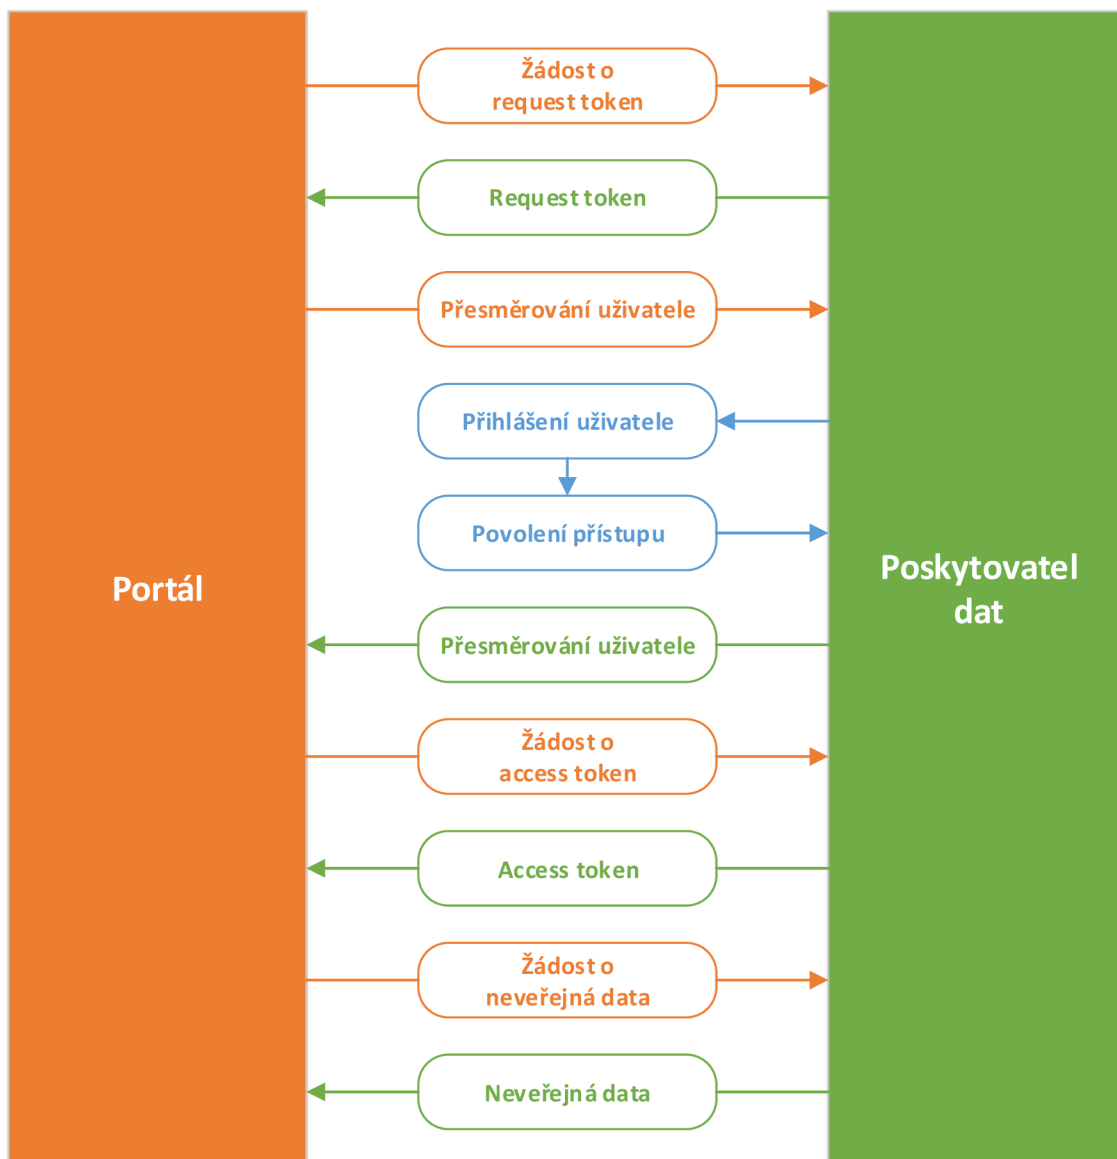 Žádost o
request token
Request token
Přesměrování uživatele
Přihlášení uživatele
Povolení přístupu
Portál
Poskytovatel
dat
Přesměrování uživatele
Žádost o
access token
Access token
Žádost o
neveřejná data
Neveřejná data